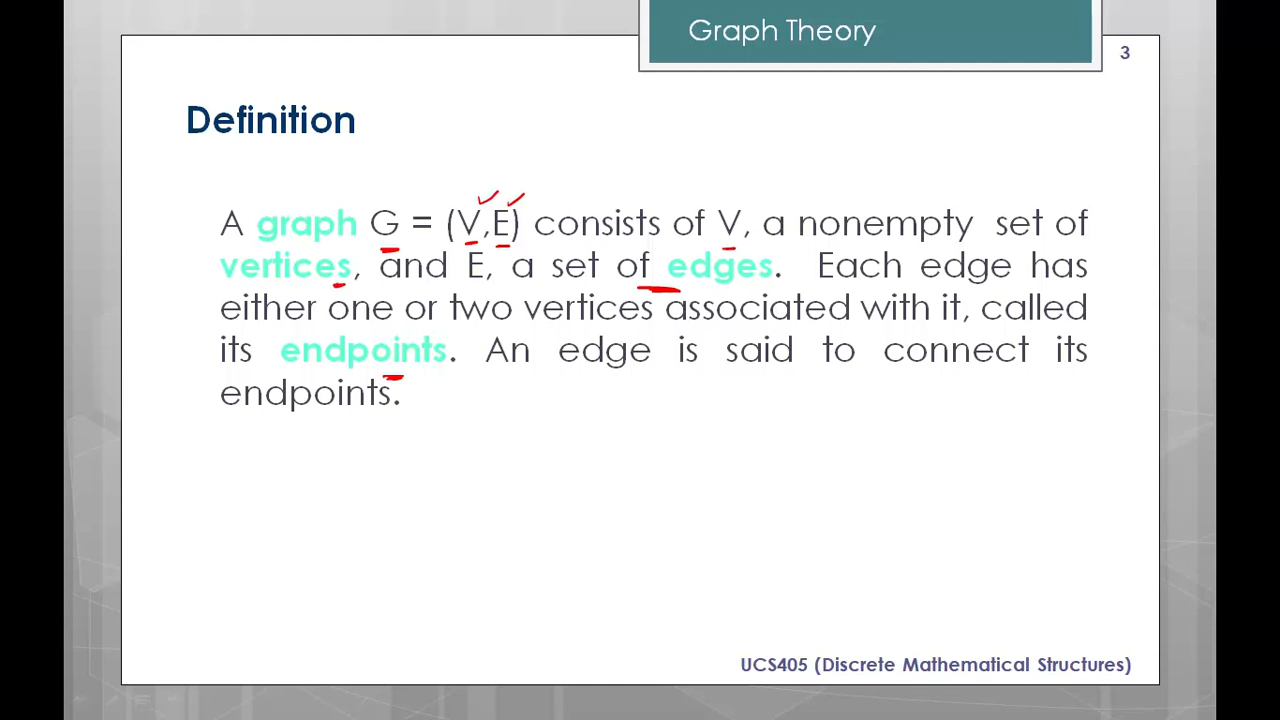 Graph Theory
3
Definition
A graph G = (V,E) consists of V, a nonempty set of
vertices, and E, a set of edges. Each edge has
either one or two vertices associated with it, called
its endpoints. An edge is said to connect its
endpoints.
UCS405 (Discrete Mathematical Structures)